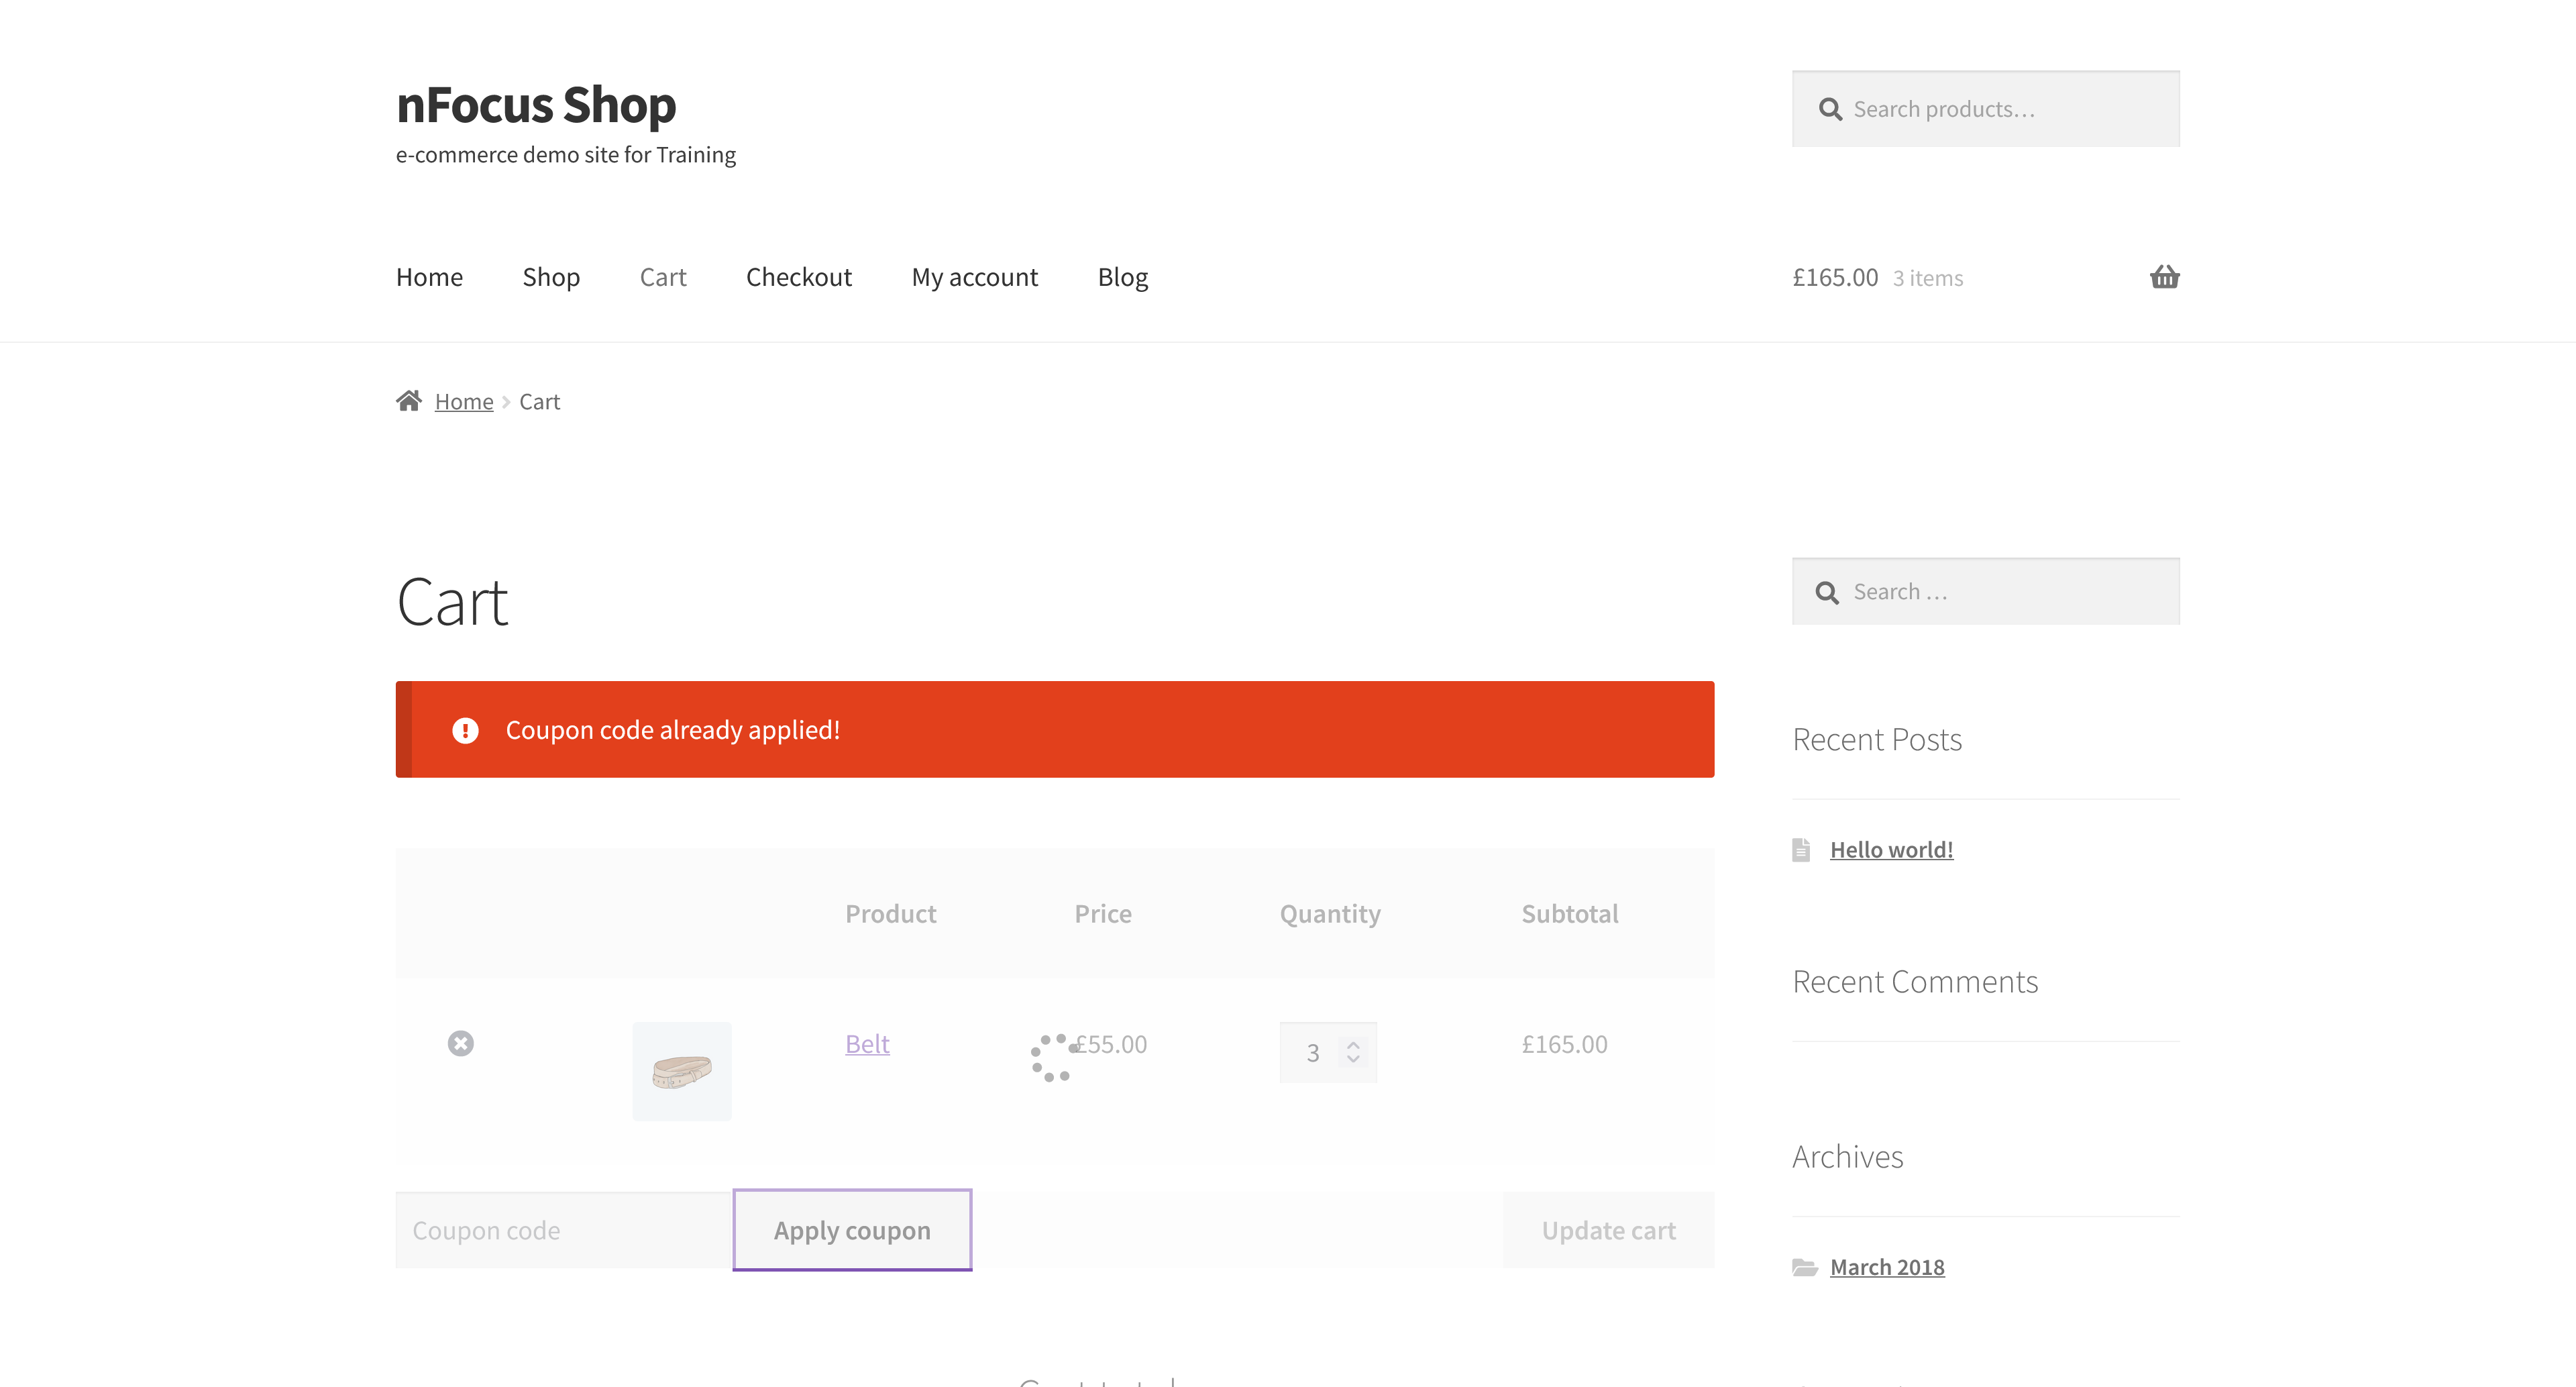 nFocus Shop
e-commerce demo site for Training
Search products…
Home Shop Cart Checkout My account Blog
£165.00 3 items
Home Cart
Cart
Search …
Coupon code already applied!
Recent Posts
Hello world!
Product Price Quantity Subtotal
Recent Comments
Belt £55.00 3 £165.00
Archives
Coupon code Apply coupon Update cart
March 2018